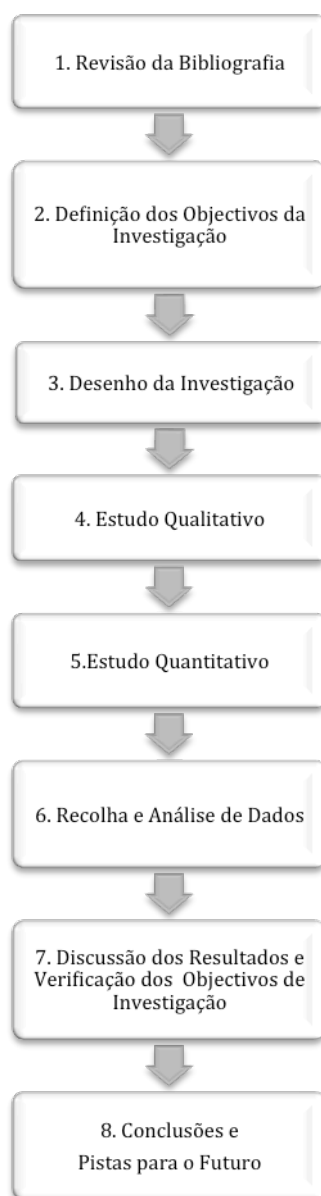 1. Revisão da Bibliografia
2. Definição dos Objectivos da
Investigação
3. Desenho da Investigação
4. Estudo Qualitativo
5.Estudo Quantitativo
6. Recolha e Análise de Dados
7. Discussão dos Resultados e
Verificação dos Objectivos de
Investigação
8. Conclusões e
Pistas para o Futuro